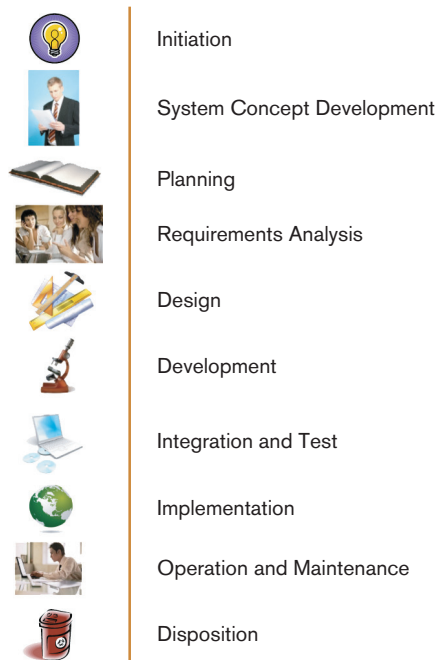 Initiation
System Concept Development
Planning
Requirements Analysis
Design
Development
Integration and Test
Implementation
Operation and Maintenance
Disposition